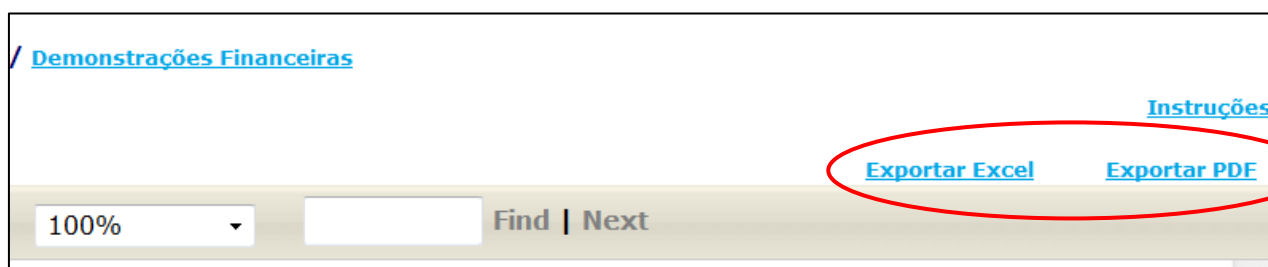 / Demonstrações Financeiras
Instruções
Exportar Excel Exportar PDF
100% Find | Next